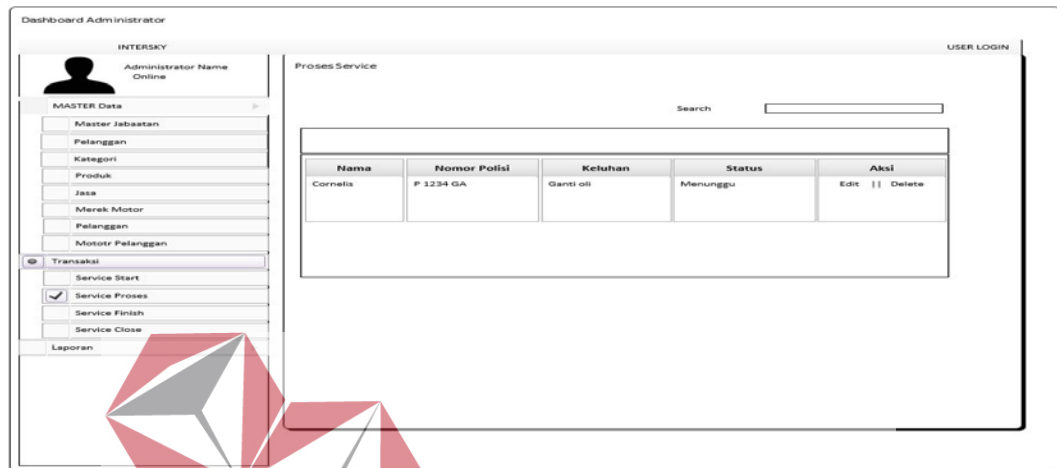 Dashboard Administrator
INTERSKY USER LOGIN
Administrator Name
Online
MASTER Data
Master Jabaatan
Pelanggan
Kategori
Produk
Jasa
Merek Motor
Pelanggan
Mototr Pelanggan
Transaksi
Service Start
Service Proses
Service Finish
Service Close
Laporan
Proses Service
Search
Nama Nomor Polisi Keluhan Status Aksi
Cornelis P 1234 GA Ganti oli Menunggu Edit || Delete